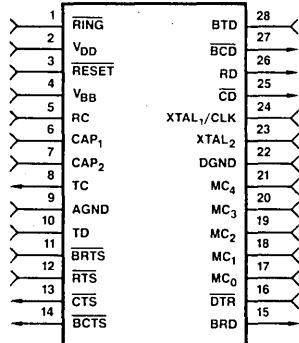 1 RING BTD 28
2 VDD BCD 27
3 RESET RD 26
4 VBB CD 25
5 RC XTAL1/CLK 24
6 CAP1 XTAL2 23
7 CAP2 DGND 22
8 TC MC4 21
9 AGND MC3 20
10 TD MC2 19
11 BRTS MC1 18
12 RTS MC0 17
13 CTS DTR 16
14 BCTS BRD 15